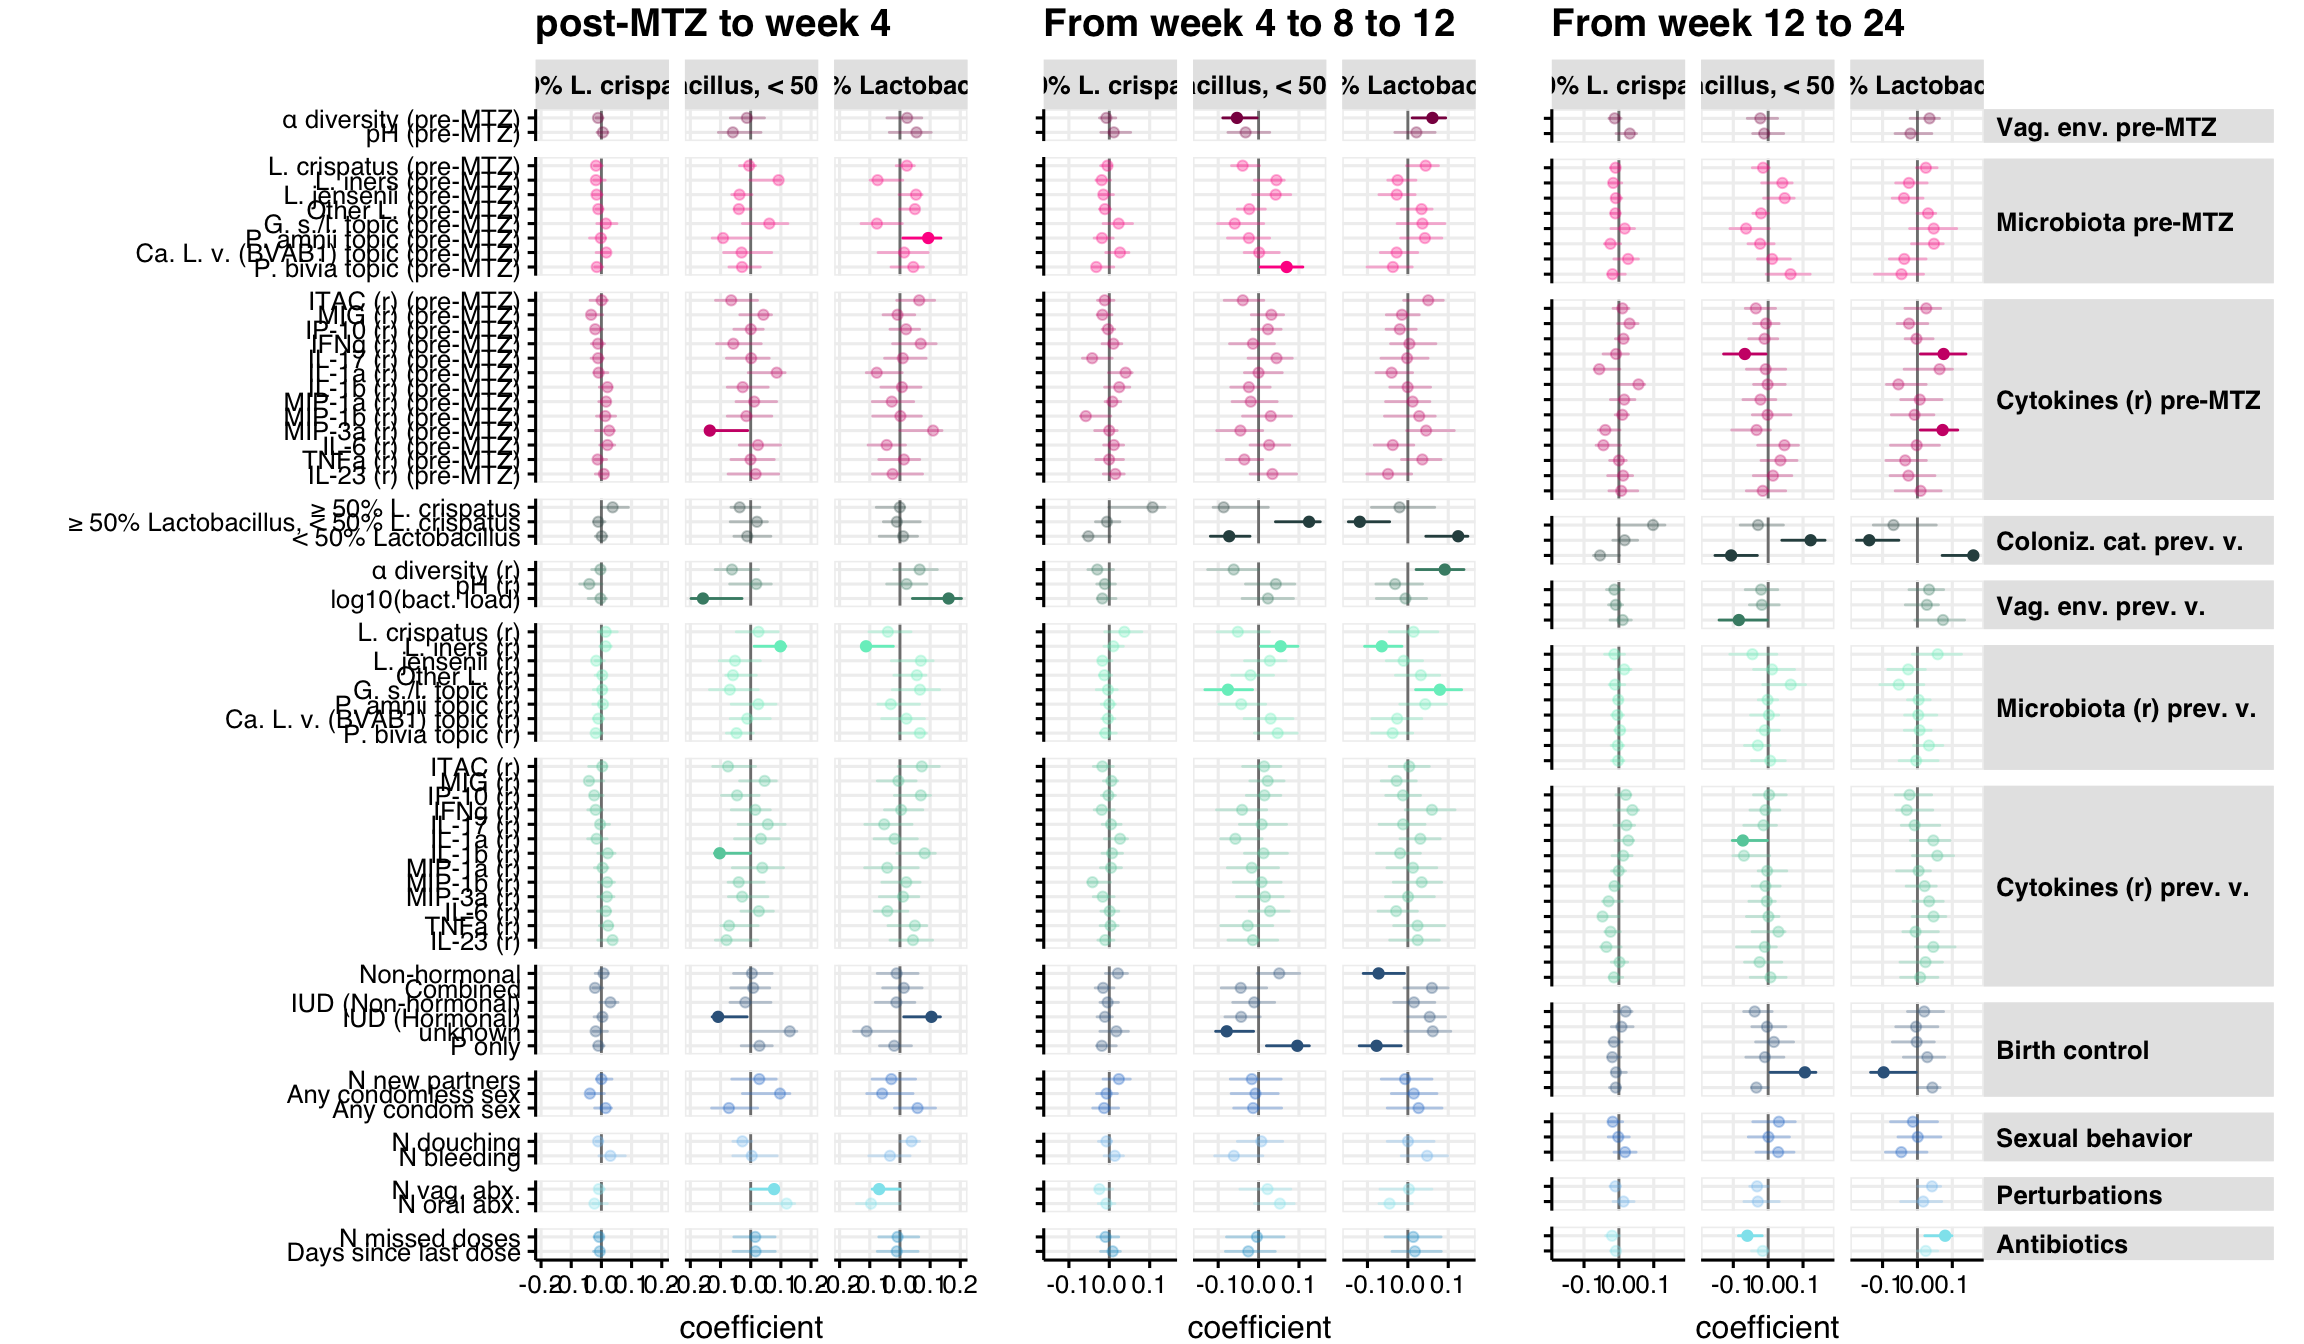 post-MTZ to week 4
From week 4 to 8 to 12
From week 12 to 24
0% L. crispa
acillus, < 50
% Lactobac
0% L. crispa
acillus, < 50
% Lactobac
0% L. crispa
acillus, < 50
% Lactobac
α diversity (pre-MTZ)
pH (pre-MTZ)
L. crispatus (pre-MTZ)
L. iners (pre-MTZ)
L. jensenii (pre-MTZ)
Other L. (pre-MTZ)
G. s./l. topic (pre-MTZ)
P. amnii topic (pre-MTZ)
Ca. L. v. (BVAB1) topic (pre-MTZ)
P. bivia topic (pre-MTZ)
ITAC (r) (pre-MTZ)
MIG (r) (pre-MTZ)
IP-10 (r) (pre-MTZ)
IFNg (r) (pre-MTZ)
IL-17 (r) (pre-MTZ)
IL-1a (r) (pre-MTZ)
IL-1b (r) (pre-MTZ)
MIP-1a (r) (pre-MTZ)
MIP-1b (r) (pre-MTZ)
MIP-3a (r) (pre-MTZ)
IL-6 (r) (pre-MTZ)
TNFa (r) (pre-MTZ)
IL-23 (r) (pre-MTZ)
≥ 50% L. crispatus
≥ 50% Lactobacillus, < 50% L. crispatus
< 50% Lactobacillus
α diversity (r)
pH (r)
log10(bact. load)
L. crispatus (r)
L. iners (r)
L. jensenii (r)
Other L. (r)
G. s./l. topic (r)
P. amnii topic (r)
Ca. L. v. (BVAB1) topic (r)
P. bivia topic (r)
ITAC (r)
MIG (r)
IP-10 (r)
IFNg (r)
IL-17 (r)
IL-1a (r)
IL-1b (r)
MIP-1a (r)
MIP-1b (r)
MIP-3a (r)
IL-6 (r)
TNFa (r)
IL-23 (r)
Non-hormonal
Combined
IUD (Non-hormonal)
IUD (Hormonal)
unknown
P only
N new partners
Any condomless sex
Any condom sex
N douching
N bleeding
N vag. abx.
N oral abx.
N missed doses
Days since last dose
Vag. env. pre-MTZ
Microbiota pre-MTZ
Cytokines (r) pre-MTZ
Coloniz. cat. prev. v.
Vag. env. prev. v.
Microbiota (r) prev. v.
Cytokines (r) prev. v.
Birth control
Sexual behavior
Perturbations
Antibiotics
-0.2 -0.1 0.0 0.1 0.2 -0.2 -0.1 0.0 0.1 0.2 -0.2 -0.1 0.0 0.1 0.2
-0.1 0.0 0.1 -0.1 0.0 0.1 -0.1 0.0 0.1
-0.1 0.0 0.1 -0.1 0.0 0.1 -0.1 0.0 0.1
coefficient
coefficient
coefficient